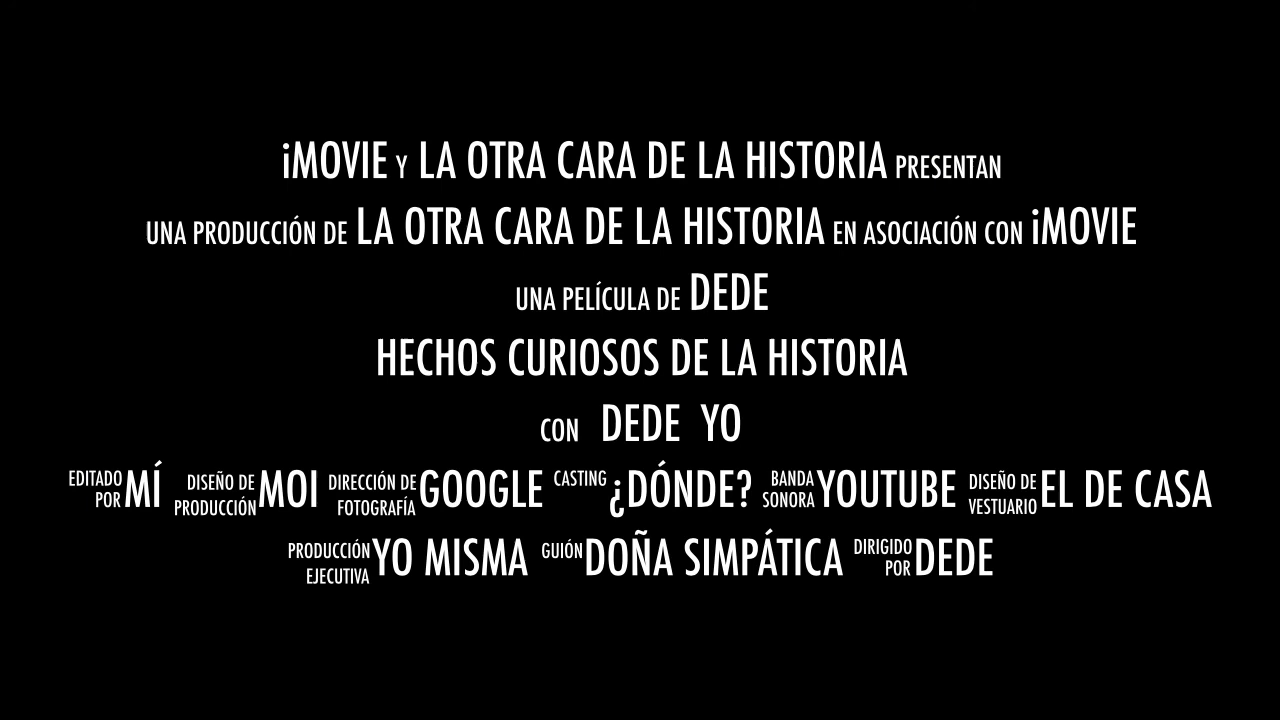 iMOVIE Y LA OTRA CARA DE LA HISTORIA PRESENTAN
UNA PRODUCCIÓN DE LA OTRA CARA DE LA HISTORIA EN ASOCIACIÓN CON iMOVIE
UNA PELÍCULA DE DEDE
HECHOS CURIOSOS DE LA HISTORIA
CON DEDE YO
EDITADO POR MÍ DISEÑO DE PRODUCCIÓN MOI DIRECCIÓN DE FOTOGRAFÍA GOOGLE CASTING ¿DÓNDE? BANDA SONORA YOUTUBE DISEÑO DE VESTUARIO EL DE CASA
PRODUCCIÓN EJECUTIVA YO MISMA GUIÓN DOÑA SIMPÁTICA DIRIGIDO POR DEDE